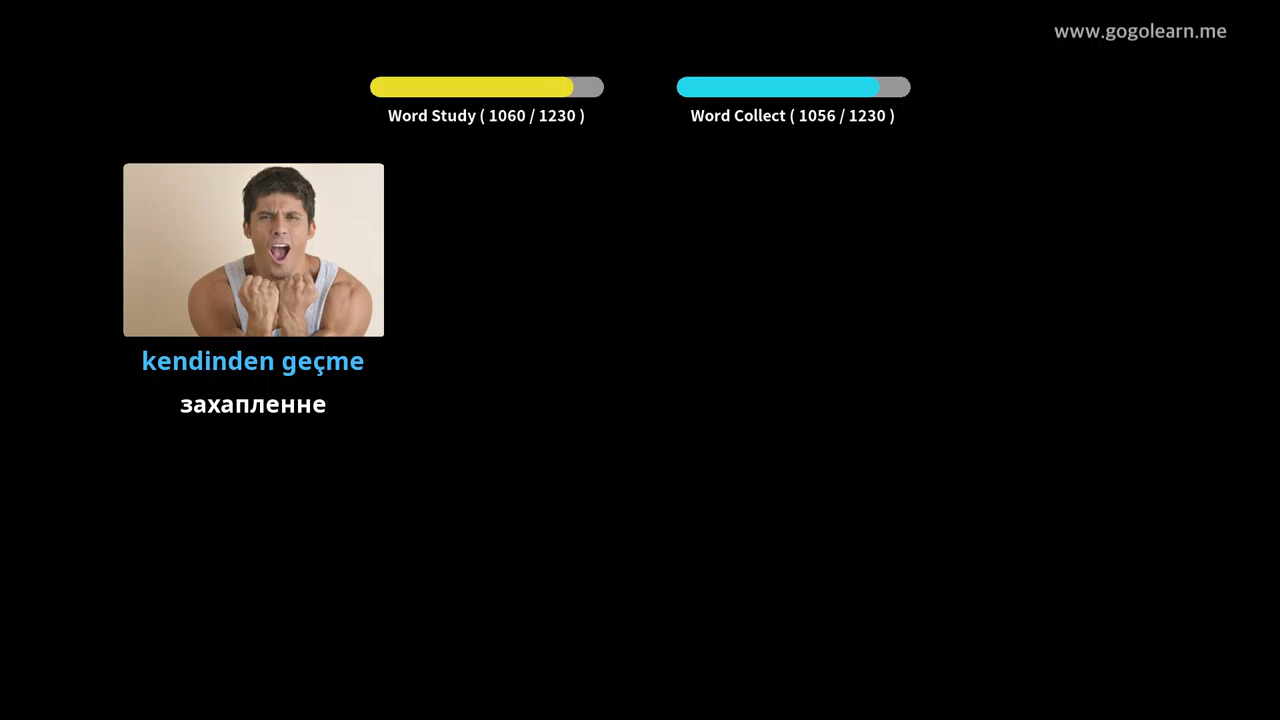 www.gogolearn.me
Word Study ( 1060 / 1230 )
Word Collect ( 1056 / 1230 )
kendinden geçme
захапленне